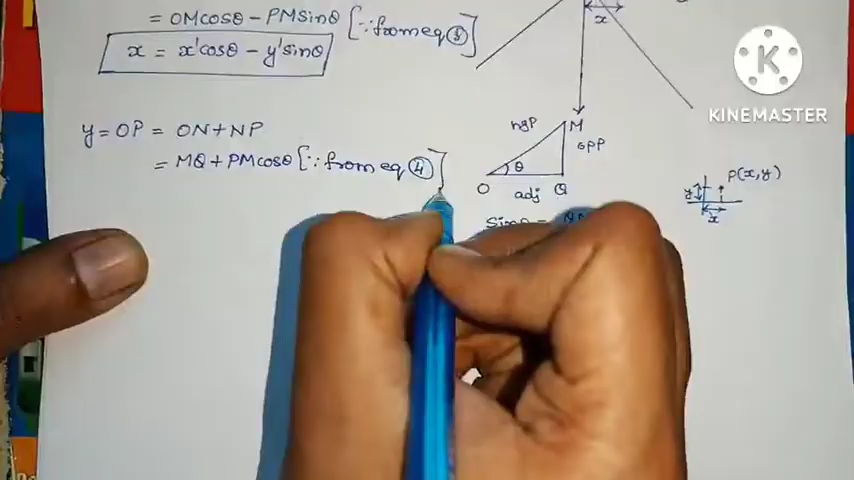 = OMcosθ - PMsinθ [∵ from eq ③]
x = x'cosθ - y'sinθ
x
K
KINEMASTER
y = OP = ON + NP
= MQ + PMcosθ [∵ from eq ④]
hyp
M
opp
θ
O
adj
Q
P(x,y)
y
x
sinθ =